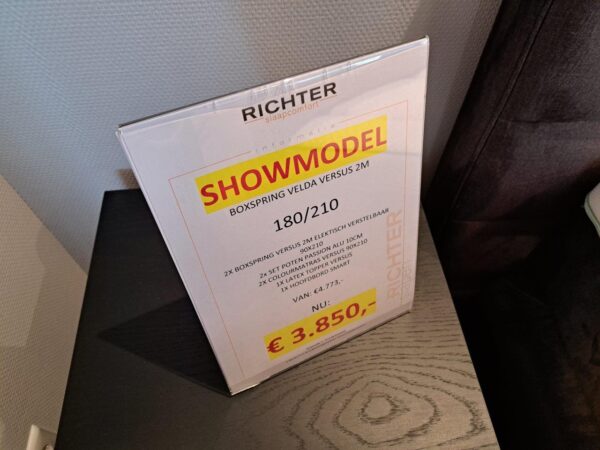 RICHTER
slaapcomfort
informatie
SHOWMODEL
BOXSPRING VELDA VERSUS 2M
180/210
2X BOXSPRING VERSUS 2M ELEKTISCH VERSTELBAAR
90X210
2X SET POTEN PASSION ALU 10CM
2X COLOURMATRAS VERSUS 90X210
1X LATEX TOPPER VERSUS
1X HOOFDBORD SMART
VAN: €4.773,-
NU:
€ 3.850,-
RICHTER